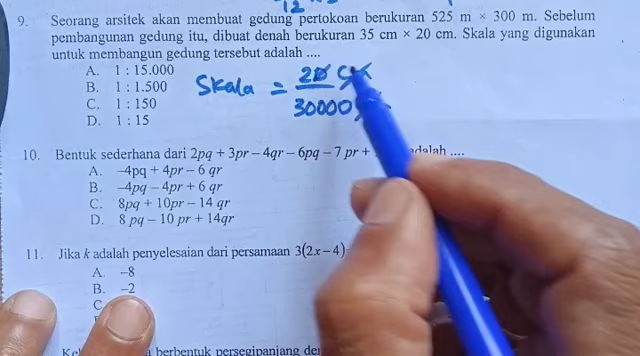 12
9. Seorang arsitek akan membuat gedung pertokoan berukuran 525 m × 300 m. Sebelum
pembangunan gedung itu, dibuat denah berukuran 35 cm × 20 cm. Skala yang digunakan
untuk membangun gedung tersebut adalah ....
A. 1 : 15.000
B. 1 : 1.500
C. 1 : 150
D. 1 : 15
Skala = 20 cm
30000
10. Bentuk sederhana dari 2pq + 3pr – 4qr – 6pq – 7 pr + adalah ....
A. –4pq + 4pr – 6 qr
B. –4pq – 4pr + 6 qr
C. 8pq + 10pr – 14 qr
D. 8 pq – 10 pr + 14qr
11. Jika k adalah penyelesaian dari persamaan 3(2x – 4)
A. –8
B. –2
C
berbentuk persegipanjang